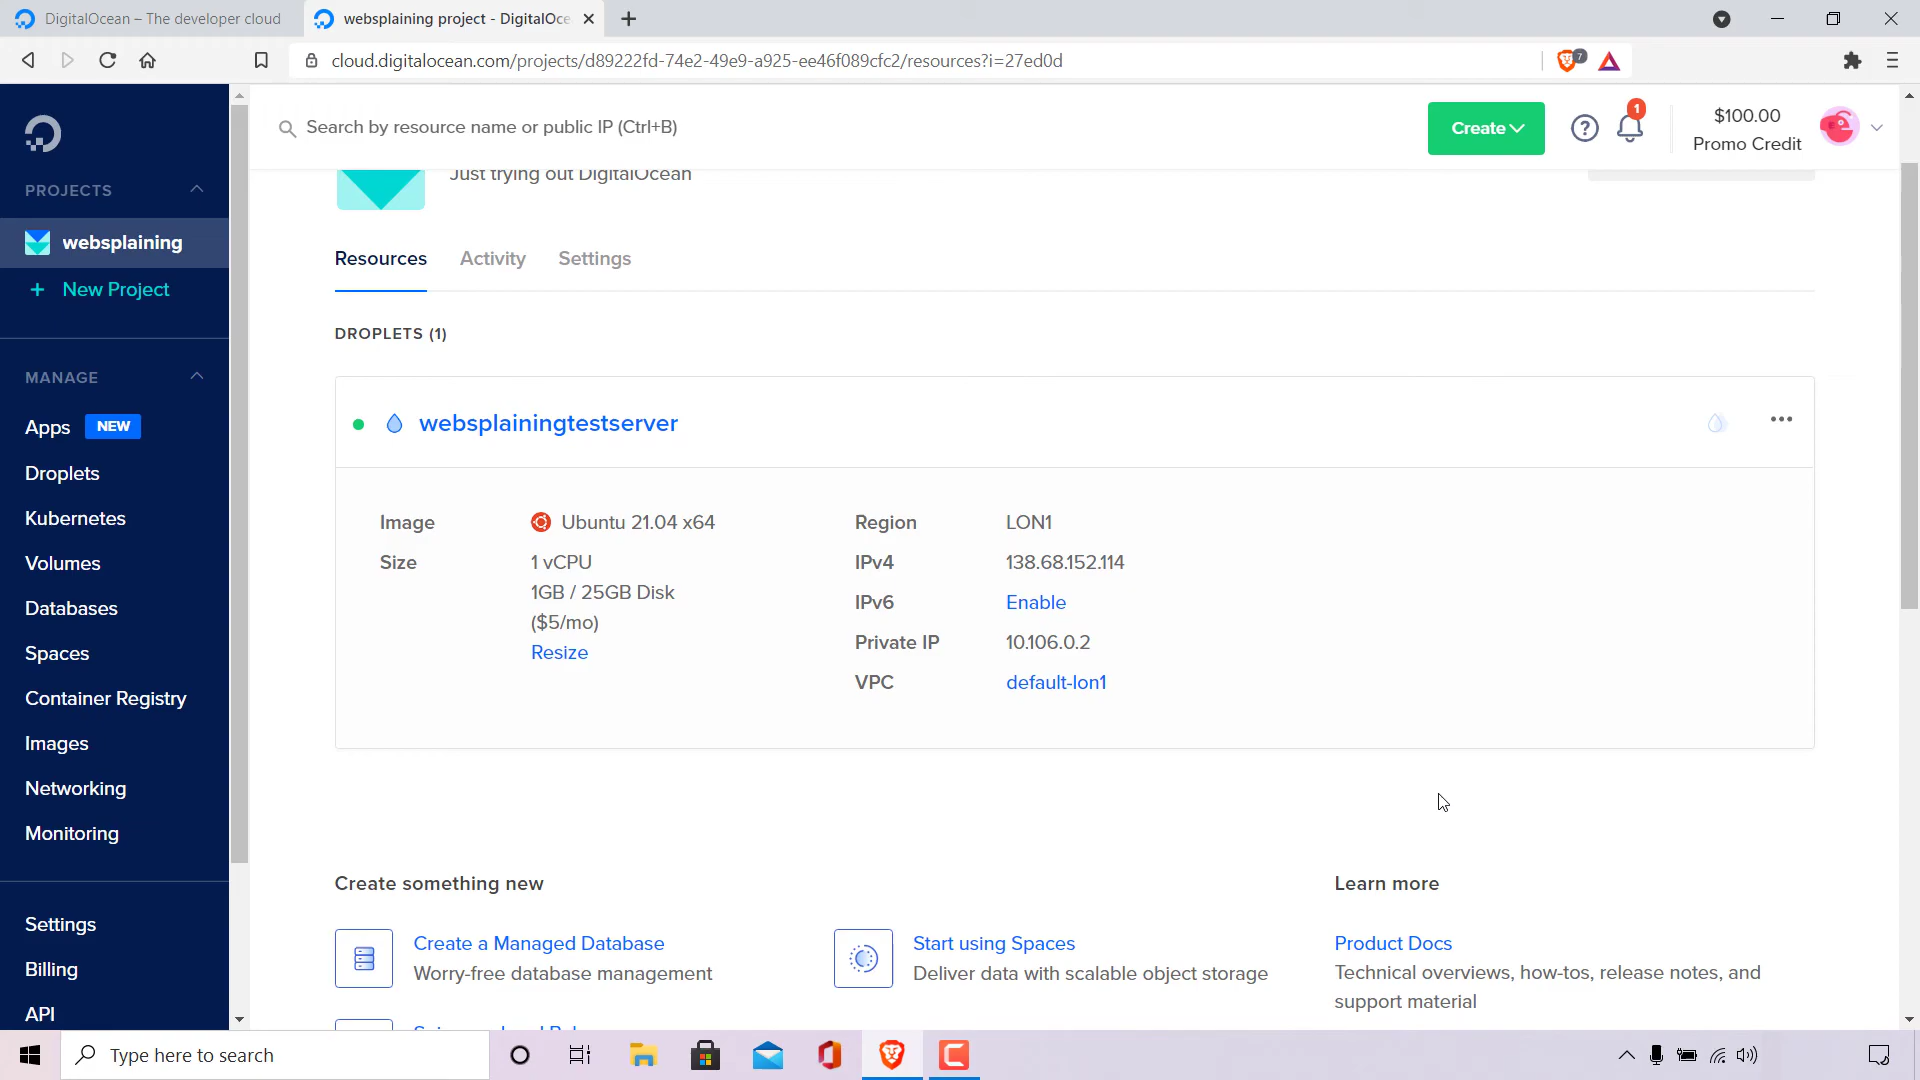 DigitalOcean – The developer cloud
websplaining project - DigitalOce
cloud.digitalocean.com/projects/d89222fd-74e2-49e9-a925-ee46f089cfc2/resources?i=27ed0d
7
Search by resource name or public IP (Ctrl+B)
Create
1
$100.00
Promo Credit
PROJECTS
websplaining
+ New Project
MANAGE
Apps NEW
Droplets
Kubernetes
Volumes
Databases
Spaces
Container Registry
Images
Networking
Monitoring
Settings
Billing
API
Just trying out DigitalOcean
Resources Activity Settings
DROPLETS (1)
websplainingtestserver
Image Ubuntu 21.04 x64
Size 1 vCPU
1GB / 25GB Disk
($5/mo)
Resize
Region LON1
IPv4 138.68.152.114
IPv6 Enable
Private IP 10.106.0.2
VPC default-lon1
Create something new
Create a Managed Database
Worry-free database management
Start using Spaces
Deliver data with scalable object storage
Learn more
Product Docs
Technical overviews, how-tos, release notes, and
support material
Type here to search